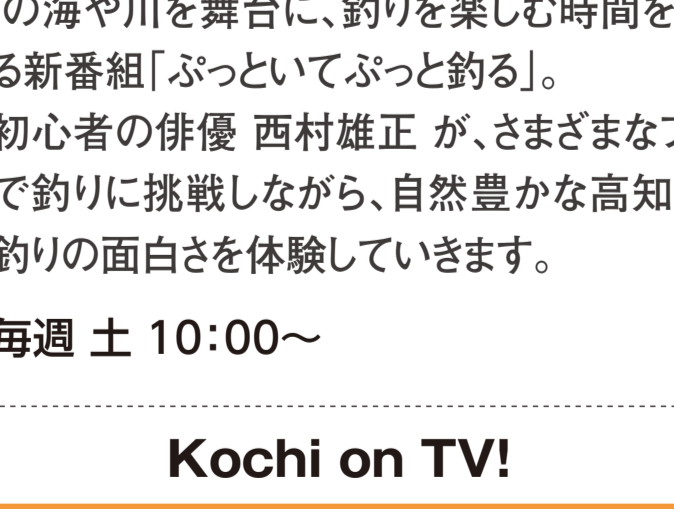 の海や川を舞台に、釣りを楽しむ時間を
る新番組「ぷっといてぷっと釣る」。
初心者の俳優 西村雄正 が、さまざまなフ
で釣りに挑戦しながら、自然豊かな高知
釣りの面白さを体験していきます。
毎週 土 10:00〜
Kochi on TV!